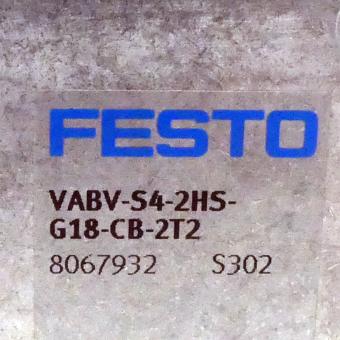 FESTO
VABV-S4-2HS-
G18-CB-2T2
8067932 S302